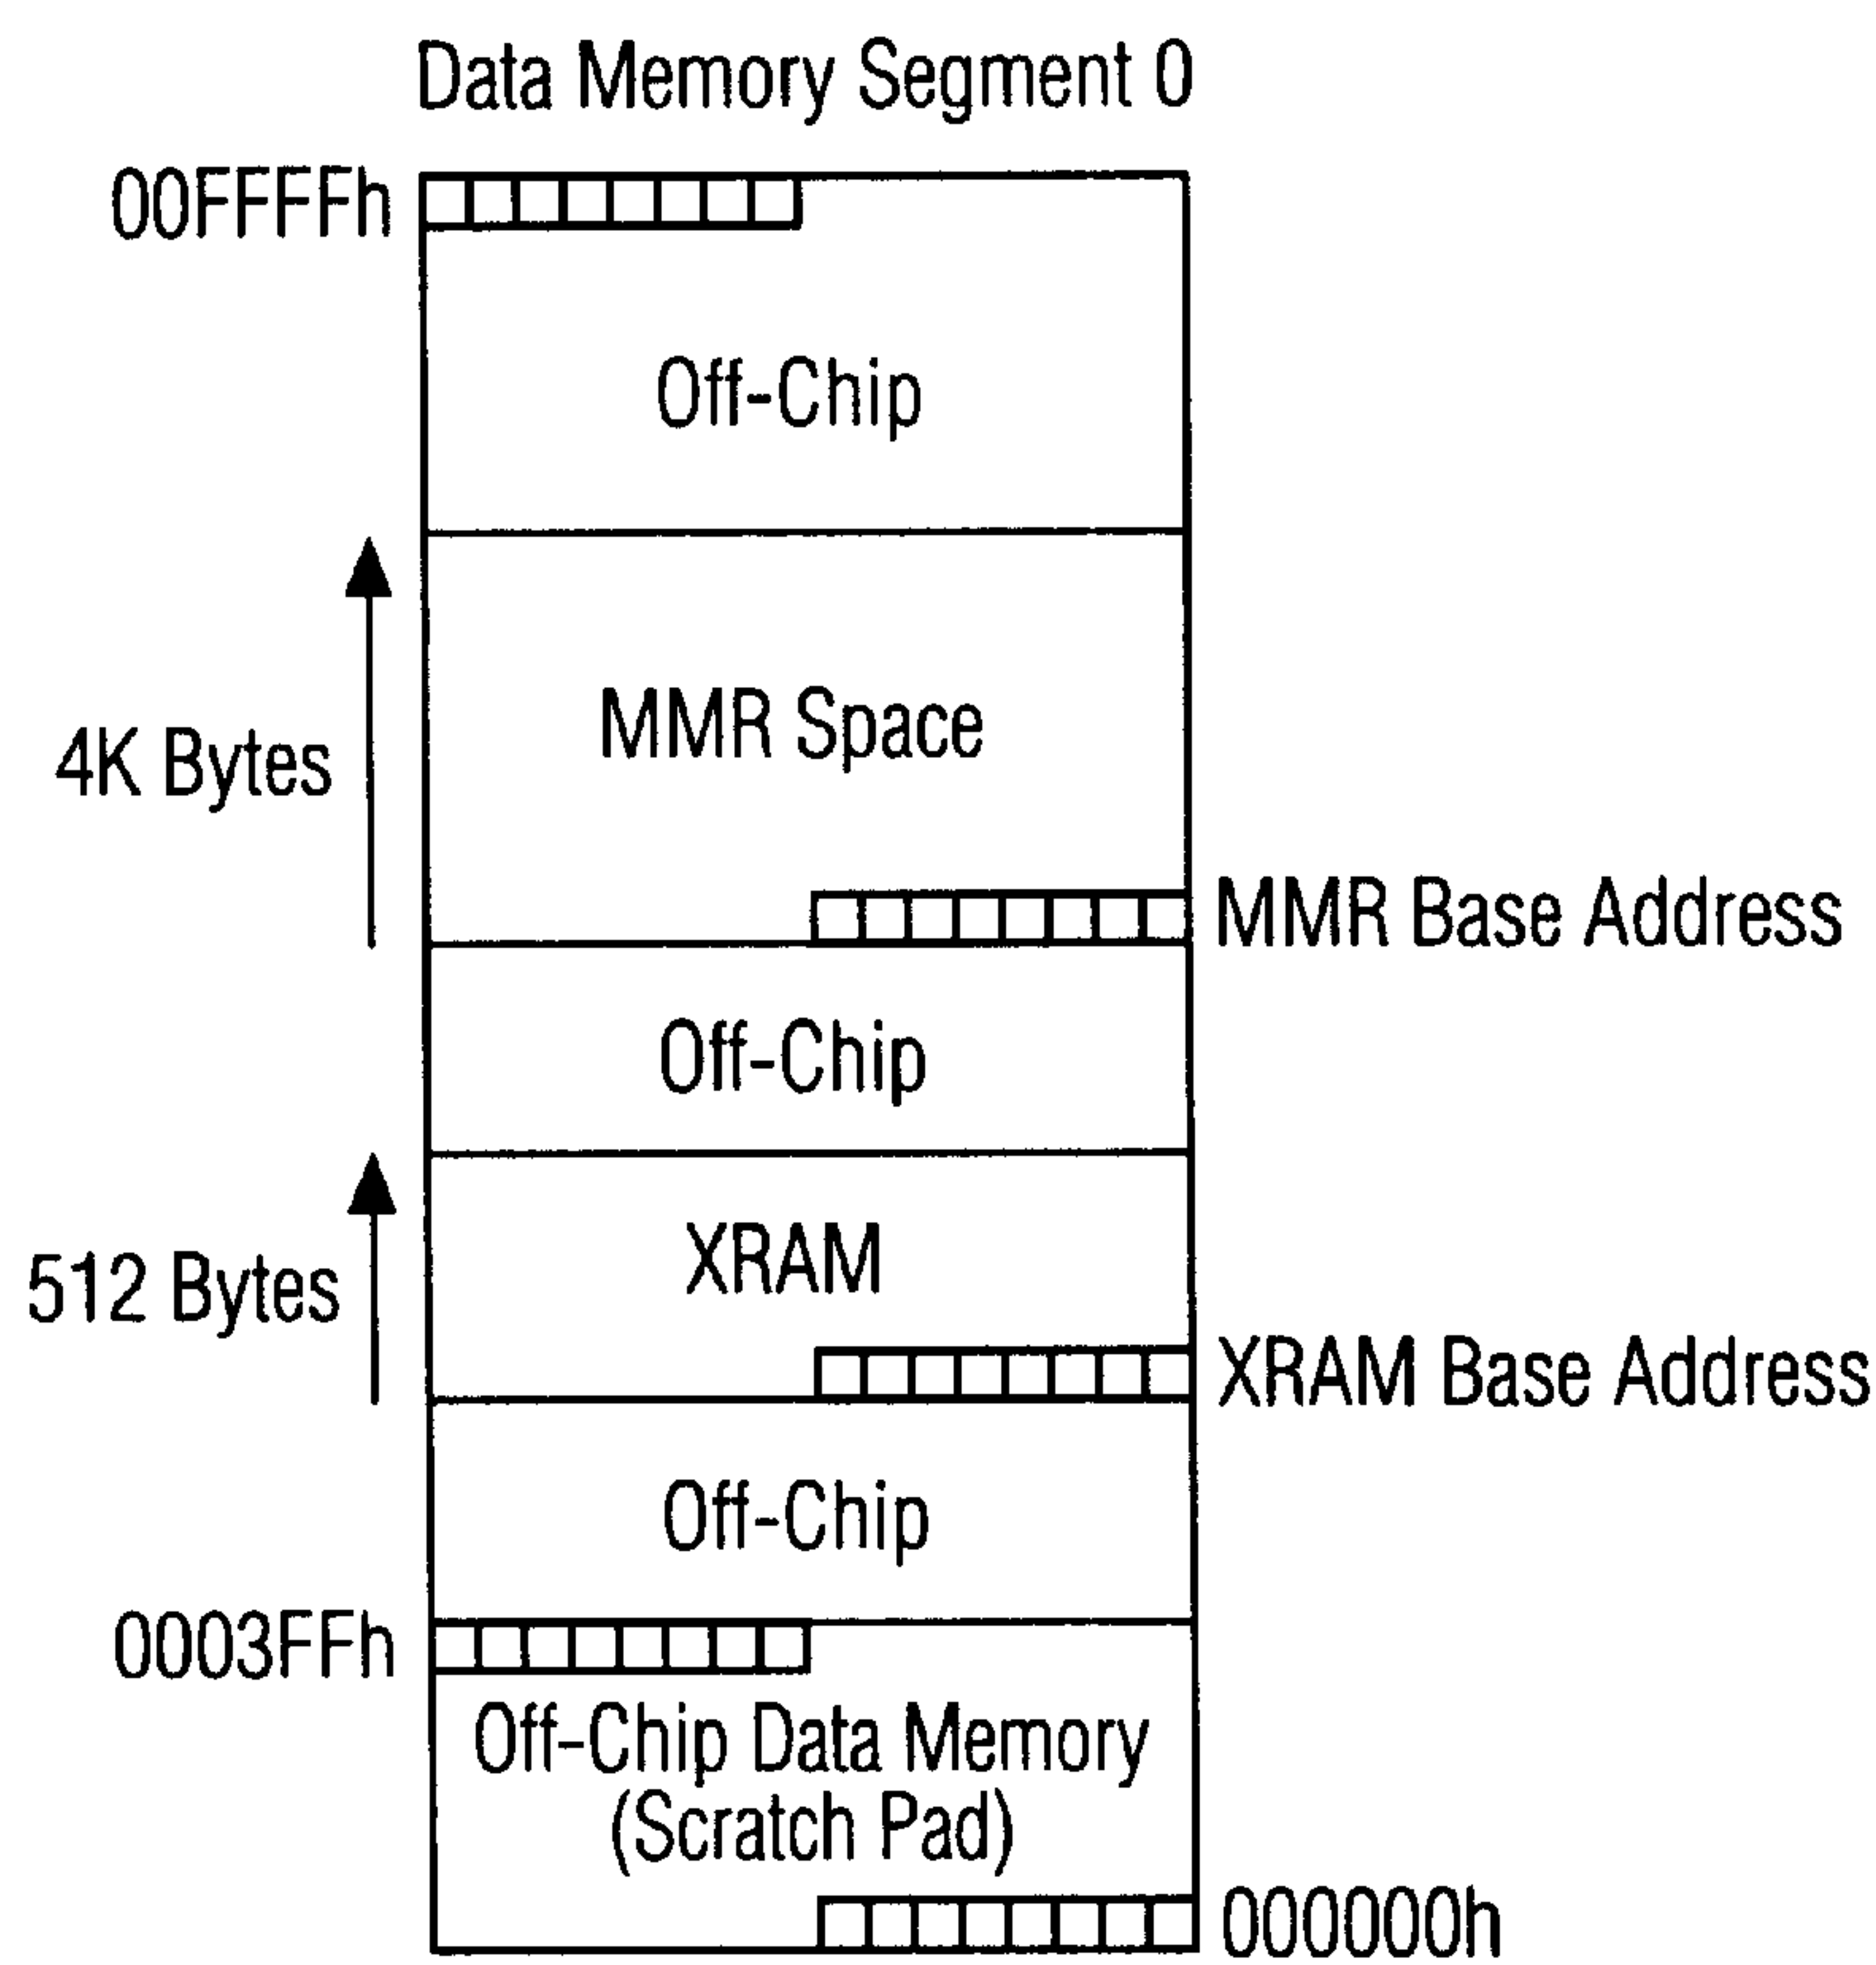 Data Memory Segment 0
00FFFFh
Off-Chip
MMR Space
4K Bytes
MMR Base Address
Off-Chip
XRAM
512 Bytes
XRAM Base Address
Off-Chip
0003FFh
Off-Chip Data Memory
(Scratch Pad)
000000h